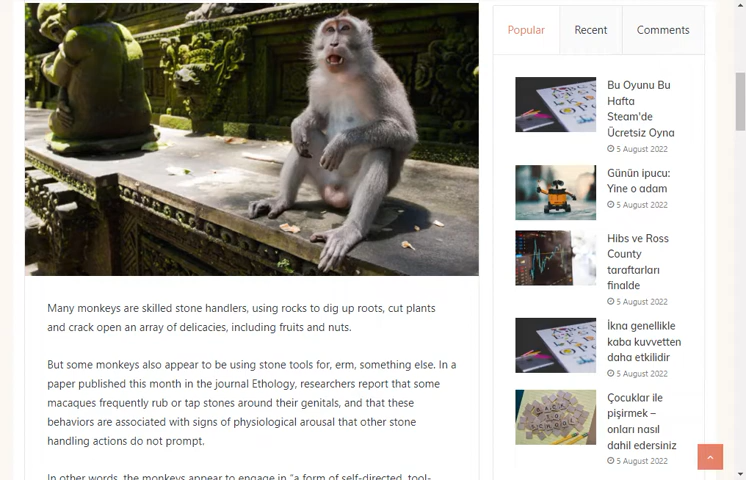 Popular
Recent
Comments
Bu Oyunu Bu
Hafta
Steam'de
Ücretsiz Oyna
5 August 2022
Günün ipucu:
Yine o adam
5 August 2022
Hibs ve Ross
County
taraftarları
finalde
5 August 2022
İkna genellikle
kaba kuvvetten
daha etkilidir
5 August 2022
Çocuklar ile
pişirmek –
onları nasıl
dahil edersiniz
5 August 2022
Many monkeys are skilled stone handlers, using rocks to dig up roots, cut plants
and crack open an array of delicacies, including fruits and nuts.
But some monkeys also appear to be using stone tools for, erm, something else. In a
paper published this month in the journal Ethology, researchers report that some
macaques frequently rub or tap stones around their genitals, and that these
behaviors are associated with signs of physiological arousal that other stone
handling actions do not prompt.
In other words, the monkeys appear to engage in “a form of self-directed, tool-